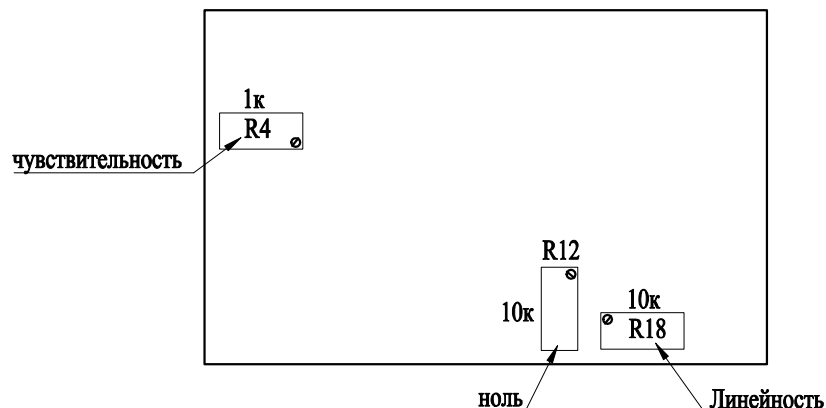 1к
R4
чувствительность
R12
10к
10к
R18
ноль
Линейность